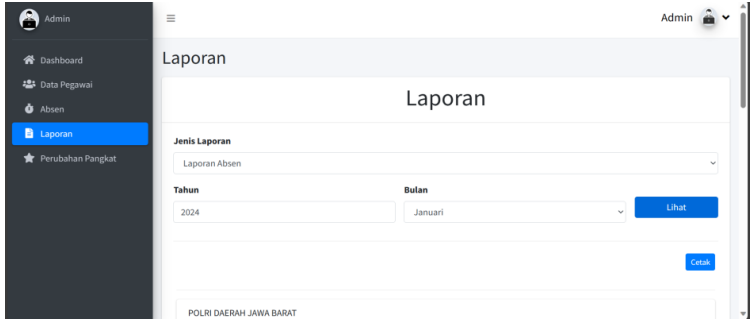 Admin
Admin
Dashboard
Data Pegawai
Absen
Laporan
Perubahan Pangkat
Laporan
Laporan
Jenis Laporan
Laporan Absen
Tahun
Bulan
2024
Januari
Lihat
Cetak
POLRI DAERAH JAWA BARAT